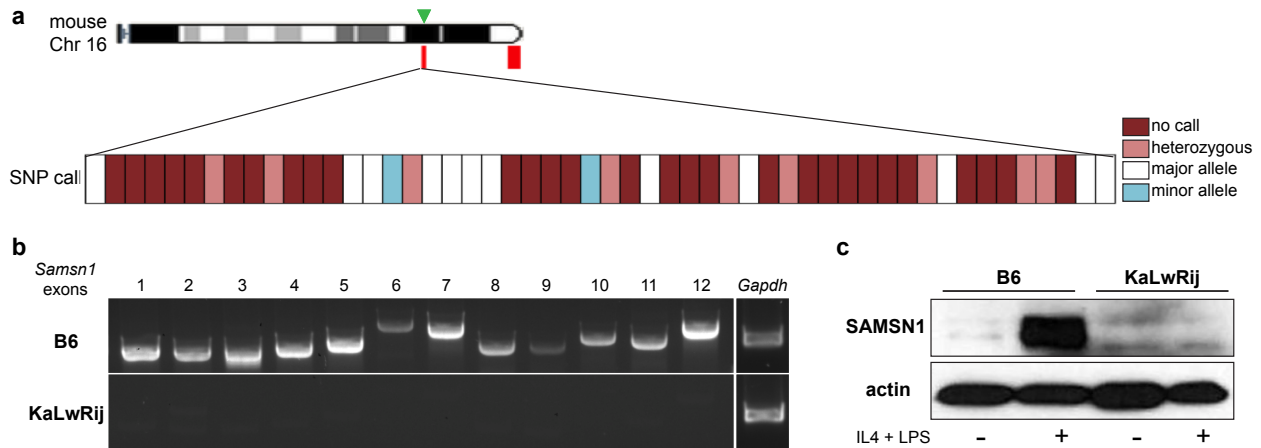 a
mouse
Chr 16
SNP call
no call
heterozygous
major allele
minor allele
b
Samsn1
exons
1 2 3 4 5 6 7 8 9 10 11 12 Gapdh
B6
KaLwRij
c
B6 KaLwRij
SAMSN1
actin
IL4 + LPS - + - +